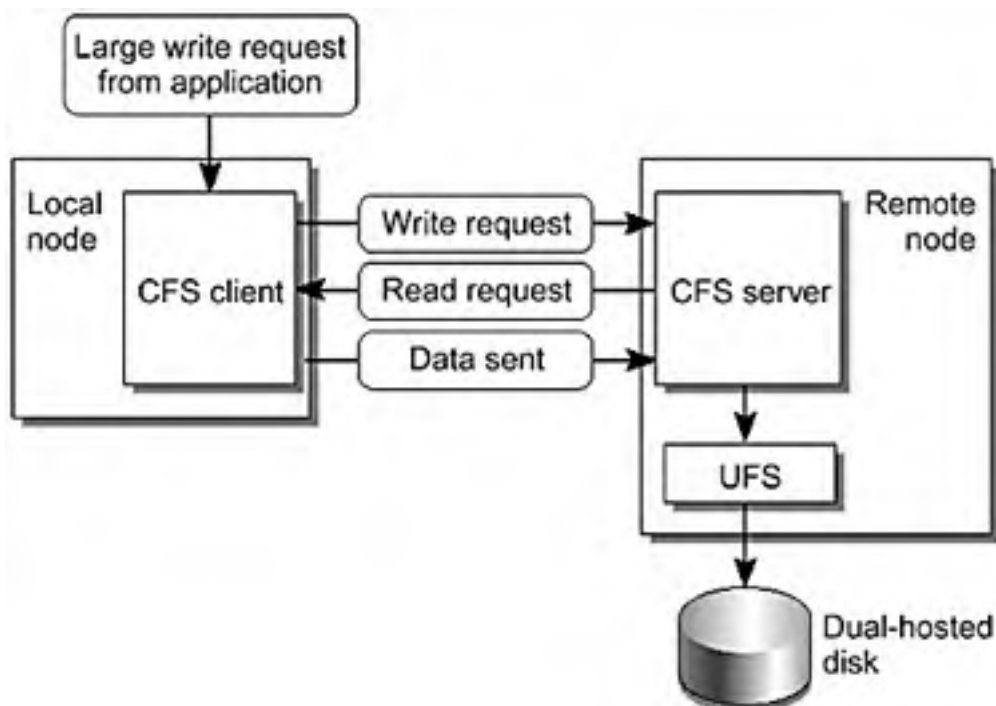 Large write request
from application
Local
node
CFS client
Write request
Read request
Data sent
Remote
node
CFS server
UFS
Dual-hosted
disk